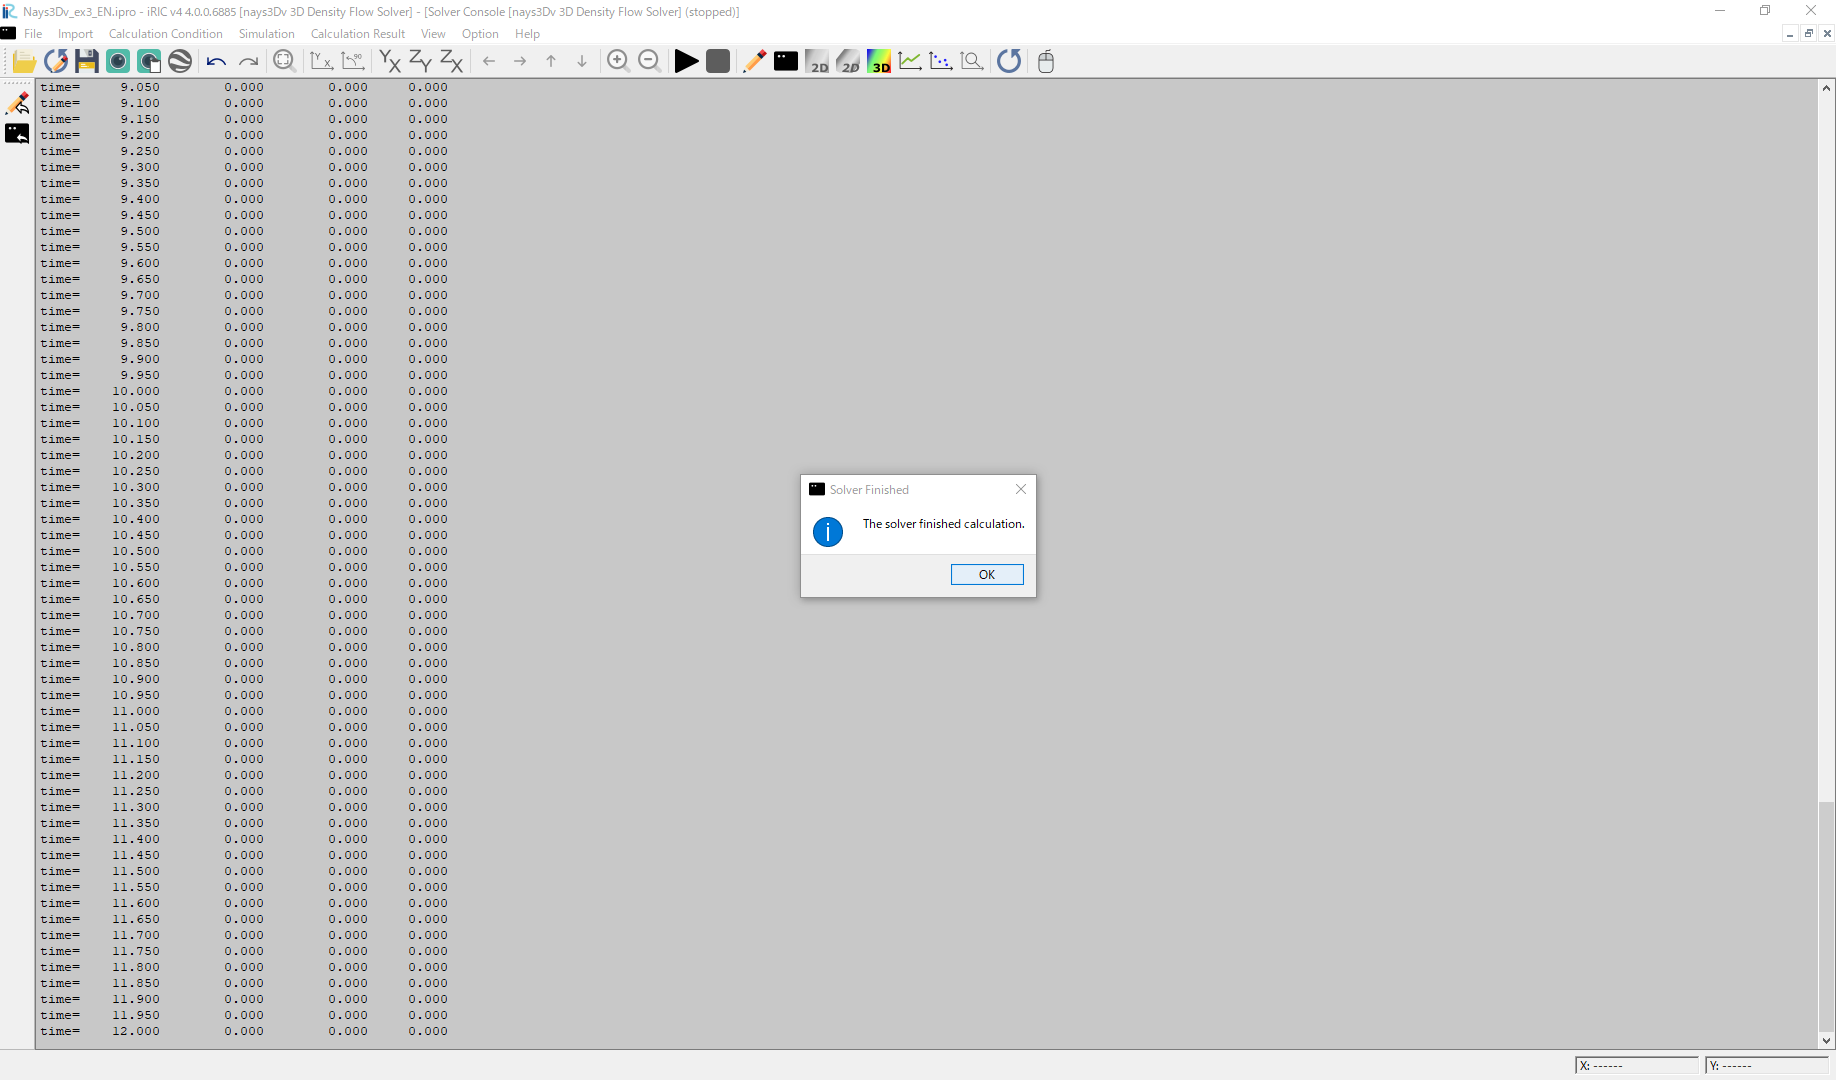 Nays3Dv_ex3_EN.ipro - iRIC v4 4.0.0.6885 [nays3Dv 3D Density Flow Solver] - [Solver Console [nays3Dv 3D Density Flow Solver] (stopped)]
File Import Calculation Condition Simulation Calculation Result View Option Help
YX ZY ZX 2D 2D 3D
time= 9.050 0.000 0.000 0.000
time= 9.100 0.000 0.000 0.000
time= 9.150 0.000 0.000 0.000
time= 9.200 0.000 0.000 0.000
time= 9.250 0.000 0.000 0.000
time= 9.300 0.000 0.000 0.000
time= 9.350 0.000 0.000 0.000
time= 9.400 0.000 0.000 0.000
time= 9.450 0.000 0.000 0.000
time= 9.500 0.000 0.000 0.000
time= 9.550 0.000 0.000 0.000
time= 9.600 0.000 0.000 0.000
time= 9.650 0.000 0.000 0.000
time= 9.700 0.000 0.000 0.000
time= 9.750 0.000 0.000 0.000
time= 9.800 0.000 0.000 0.000
time= 9.850 0.000 0.000 0.000
time= 9.900 0.000 0.000 0.000
time= 9.950 0.000 0.000 0.000
time= 10.000 0.000 0.000 0.000
time= 10.050 0.000 0.000 0.000
time= 10.100 0.000 0.000 0.000
time= 10.150 0.000 0.000 0.000
time= 10.200 0.000 0.000 0.000
time= 10.250 0.000 0.000 0.000
time= 10.300 0.000 0.000 0.000
time= 10.350 0.000 0.000 0.000
time= 10.400 0.000 0.000 0.000
time= 10.450 0.000 0.000 0.000
time= 10.500 0.000 0.000 0.000
time= 10.550 0.000 0.000 0.000
time= 10.600 0.000 0.000 0.000
time= 10.650 0.000 0.000 0.000
time= 10.700 0.000 0.000 0.000
time= 10.750 0.000 0.000 0.000
time= 10.800 0.000 0.000 0.000
time= 10.850 0.000 0.000 0.000
time= 10.900 0.000 0.000 0.000
time= 10.950 0.000 0.000 0.000
time= 11.000 0.000 0.000 0.000
time= 11.050 0.000 0.000 0.000
time= 11.100 0.000 0.000 0.000
time= 11.150 0.000 0.000 0.000
time= 11.200 0.000 0.000 0.000
time= 11.250 0.000 0.000 0.000
time= 11.300 0.000 0.000 0.000
time= 11.350 0.000 0.000 0.000
time= 11.400 0.000 0.000 0.000
time= 11.450 0.000 0.000 0.000
time= 11.500 0.000 0.000 0.000
time= 11.550 0.000 0.000 0.000
time= 11.600 0.000 0.000 0.000
time= 11.650 0.000 0.000 0.000
time= 11.700 0.000 0.000 0.000
time= 11.750 0.000 0.000 0.000
time= 11.800 0.000 0.000 0.000
time= 11.850 0.000 0.000 0.000
time= 11.900 0.000 0.000 0.000
time= 11.950 0.000 0.000 0.000
time= 12.000 0.000 0.000 0.000
Solver Finished
The solver finished calculation.
OK
X: ------ Y: ------